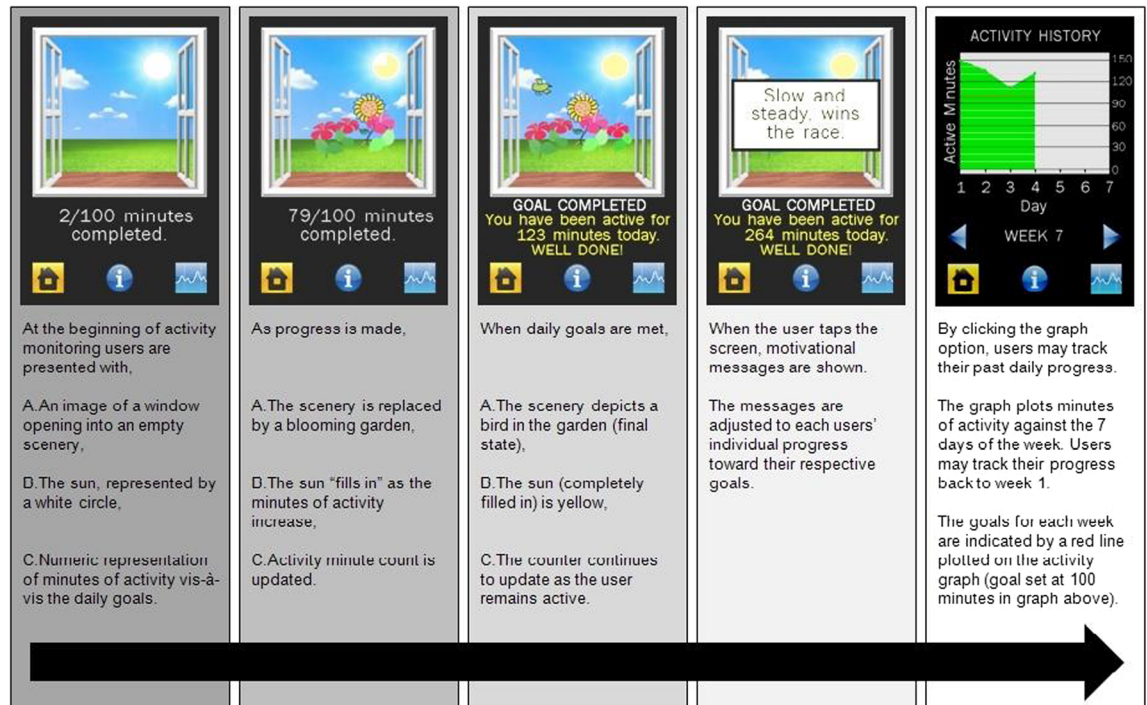 2/100 minutes
completed.
At the beginning of activity
monitoring users are
presented with,
A.An image of a window
opening into an empty
scenery,
B.The sun, represented by
a white circle,
C.Numeric representation
of minutes of activity vis-à-
vis the daily goals.
79/100 minutes
completed.
As progress is made,
A.The scenery is replaced
by a blooming garden,
B.The sun “fills in” as the
minutes of activity
increase,
C.Activity minute count is
updated.
GOAL COMPLETED
You have been active for
123 minutes today.
WELL DONE!
When daily goals are met,
A.The scenery depicts a
bird in the garden (final
state),
B.The sun (completely
filled in) is yellow,
C.The counter continues
to update as the user
remains active.
Slow and
steady, wins
the race.
GOAL COMPLETED
You have been active for
264 minutes today.
WELL DONE!
When the user taps the
screen, motivational
messages are shown.
The messages are
adjusted to each users’
individual progress
toward their respective
goals.
ACTIVITY HISTORY
Active Minutes
150
120
90
60
30
0
1 2 3 4 5 6 7
Day
WEEK 7
By clicking the graph
option, users may track
their past daily progress.
The graph plots minutes
of activity against the 7
days of the week. Users
may track their progress
back to week 1.
The goals for each week
are indicated by a red line
plotted on the activity
graph (goal set at 100
minutes in graph above).